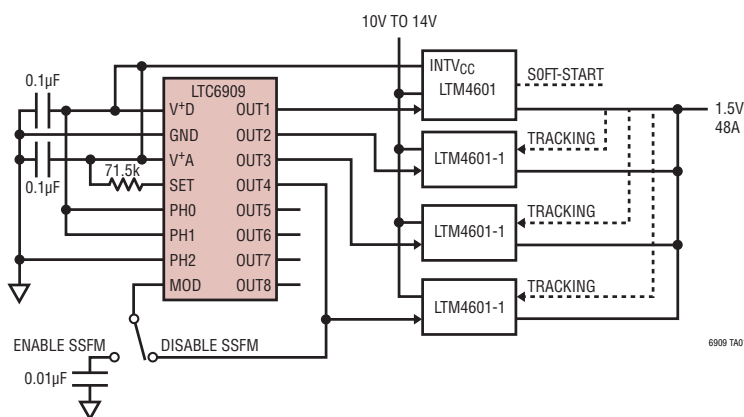 10V TO 14V
INTVCC
LTM4601
SOFT-START
0.1µF
LTC6909
V+D
OUT1
1.5V
48A
GND
OUT2
TRACKING
LTM4601-1
V+A
OUT3
0.1µF
71.5k
SET
OUT4
PH0
OUT5
TRACKING
LTM4601-1
PH1
OUT6
PH2
OUT7
MOD
OUT8
TRACKING
LTM4601-1
ENABLE SSFM
DISABLE SSFM
0.01µF